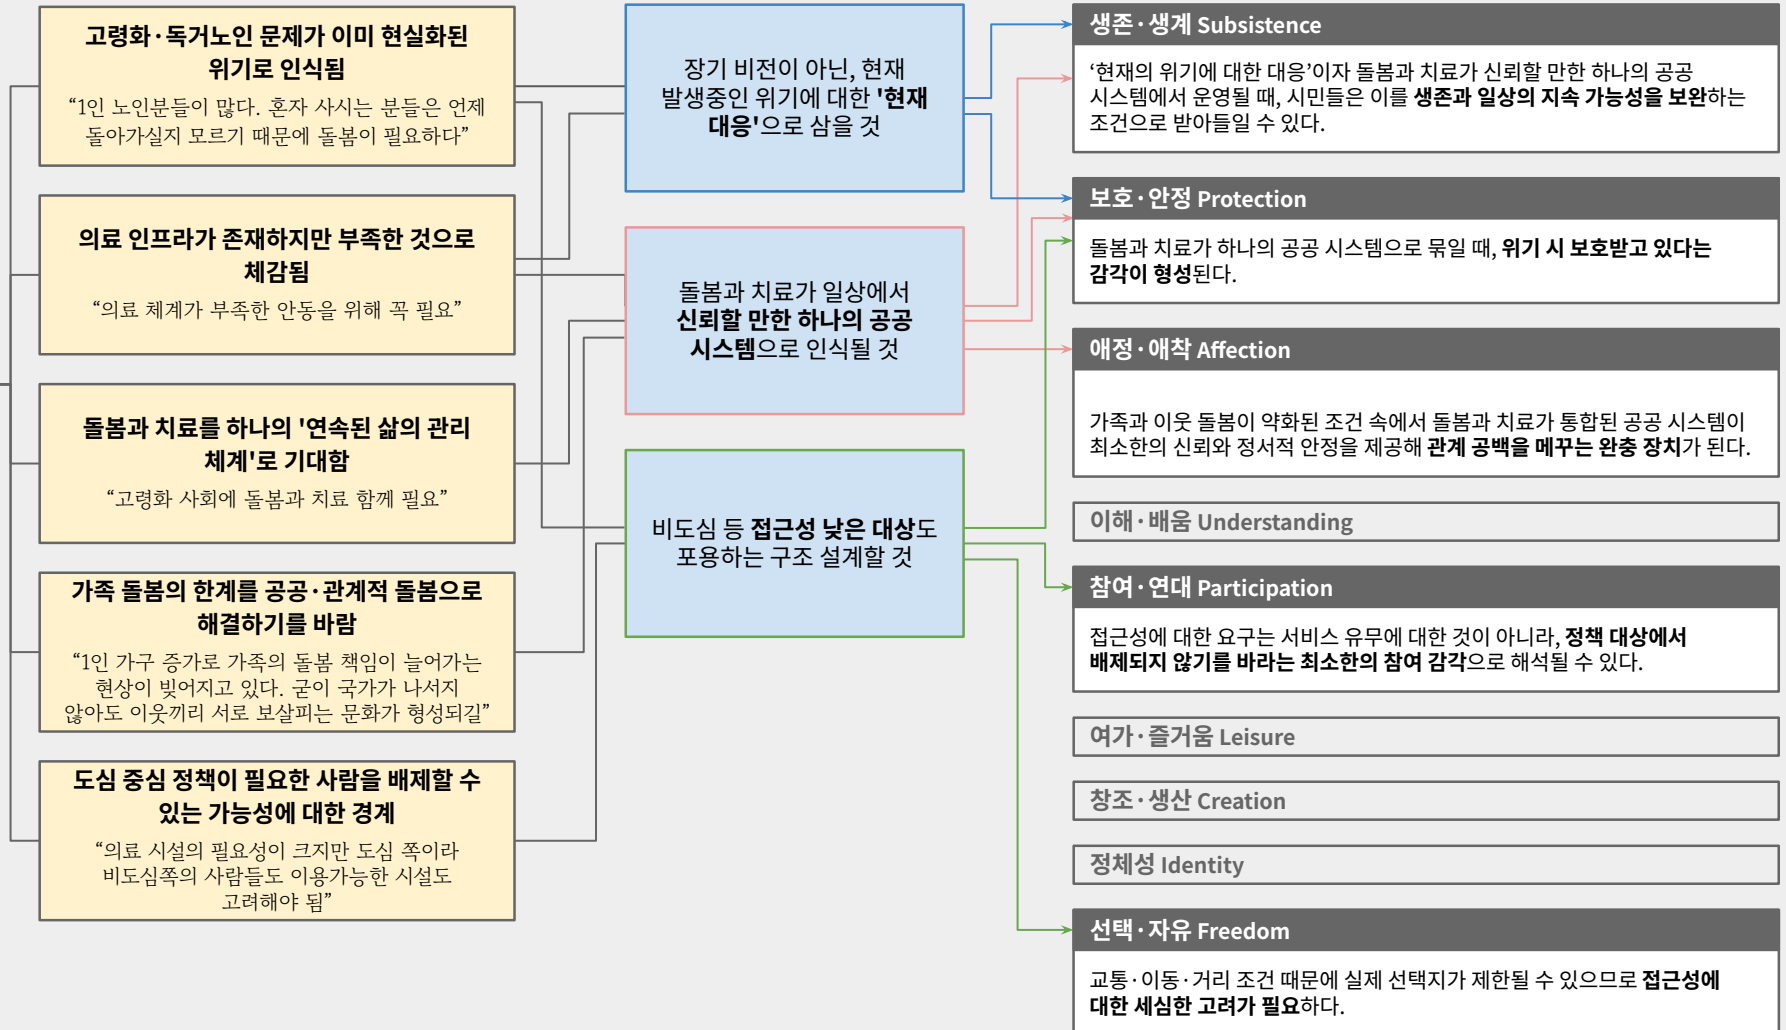 고령화·독거노인 문제가 이미 현실화된
위기로 인식됨
“1인 노인분들이 많다. 혼자 사시는 분들은 언제
돌아가실지 모르기 때문에 돌봄이 필요하다”
의료 인프라가 존재하지만 부족한 것으로
체감됨
“의료 체계가 부족한 안동을 위해 꼭 필요”
돌봄과 치료를 하나의 '연속된 삶의 관리
체계'로 기대함
“고령화 사회에 돌봄과 치료 함께 필요”
가족 돌봄의 한계를 공공·관계적 돌봄으로
해결하기를 바람
“1인 가구 증가로 가족의 돌봄 책임이 늘어가는
현상이 빚어지고 있다. 굳이 국가가 나서지
않아도 이웃끼리 서로 보살피는 문화가 형성되길”
도심 중심 정책이 필요한 사람을 배제할 수
있는 가능성에 대한 경계
“의료 시설의 필요성이 크지만 도심 쪽이라
비도심쪽의 사람들도 이용가능한 시설도
고려해야 됨”
장기 비전이 아닌, 현재
발생중인 위기에 대한 '현재
대응'으로 삼을 것
돌봄과 치료가 일상에서
신뢰할 만한 하나의 공공
시스템으로 인식될 것
비도심 등 접근성 낮은 대상도
포용하는 구조 설계할 것
생존·생계 Subsistence
‘현재의 위기에 대한 대응’이자 돌봄과 치료가 신뢰할 만한 하나의 공공
시스템에서 운영될 때, 시민들은 이를 생존과 일상의 지속 가능성을 보완하는
조건으로 받아들일 수 있다.
보호·안정 Protection
돌봄과 치료가 하나의 공공 시스템으로 묶일 때, 위기 시 보호받고 있다는
감각이 형성된다.
애정·애착 Affection
가족과 이웃 돌봄이 약화된 조건 속에서 돌봄과 치료가 통합된 공공 시스템이
최소한의 신뢰와 정서적 안정을 제공해 관계 공백을 메꾸는 완충 장치가 된다.
이해·배움 Understanding
참여·연대 Participation
접근성에 대한 요구는 서비스 유무에 대한 것이 아니라, 정책 대상에서
배제되지 않기를 바라는 최소한의 참여 감각으로 해석될 수 있다.
여가·즐거움 Leisure
창조·생산 Creation
정체성 Identity
선택·자유 Freedom
교통·이동·거리 조건 때문에 실제 선택지가 제한될 수 있으므로 접근성에
대한 세심한 고려가 필요하다.